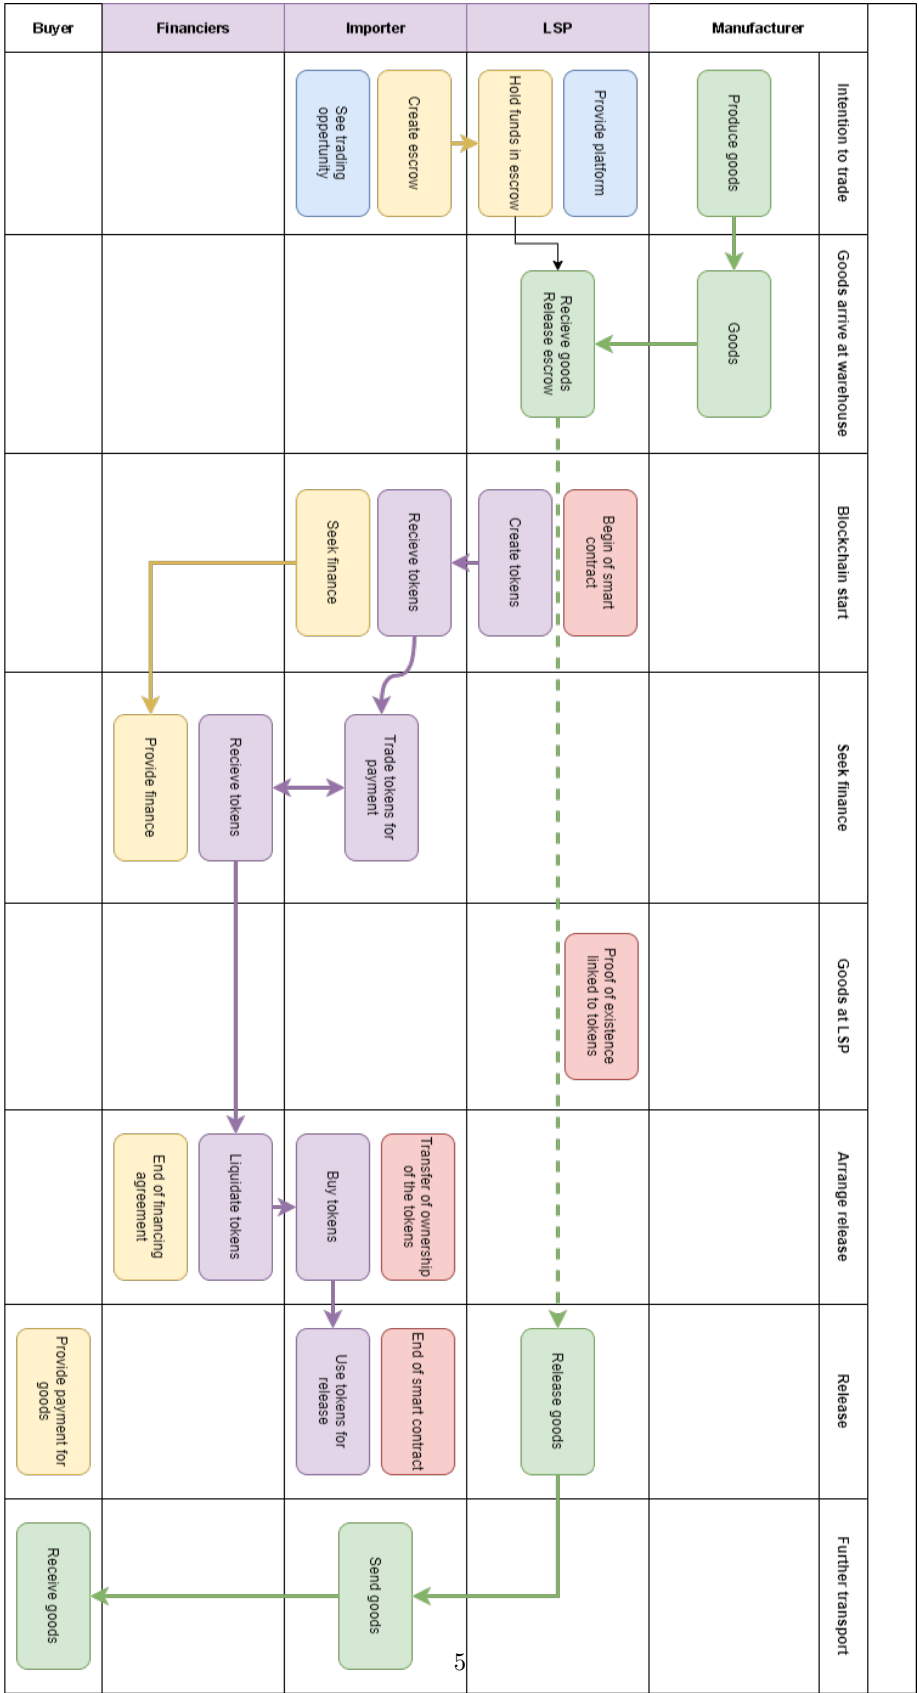 Buyer
Financiers
Importer
LSP
Manufacturer
Intention to trade
See trading
oppertunity
Create escrow
Hold funds in escrow
Provide platform
Produce goods
Goods arrive at warehouse
Recieve goods
Release escrow
Goods
Blockchain start
Seek finance
Recieve tokens
Create tokens
Begin of smart
contract
Seek finance
Provide finance
Recieve tokens
Trade tokens for
payment
Goods at LSP
Proof of existence
linked to tokens
Arrange release
End of financing
agreement
Liquidate tokens
Buy tokens
Transfer of ownership
of the tokens
Release
Provide payment for
goods
Use tokens for
release
End of smart contract
Release goods
Further transport
Receive goods
Send goods
5